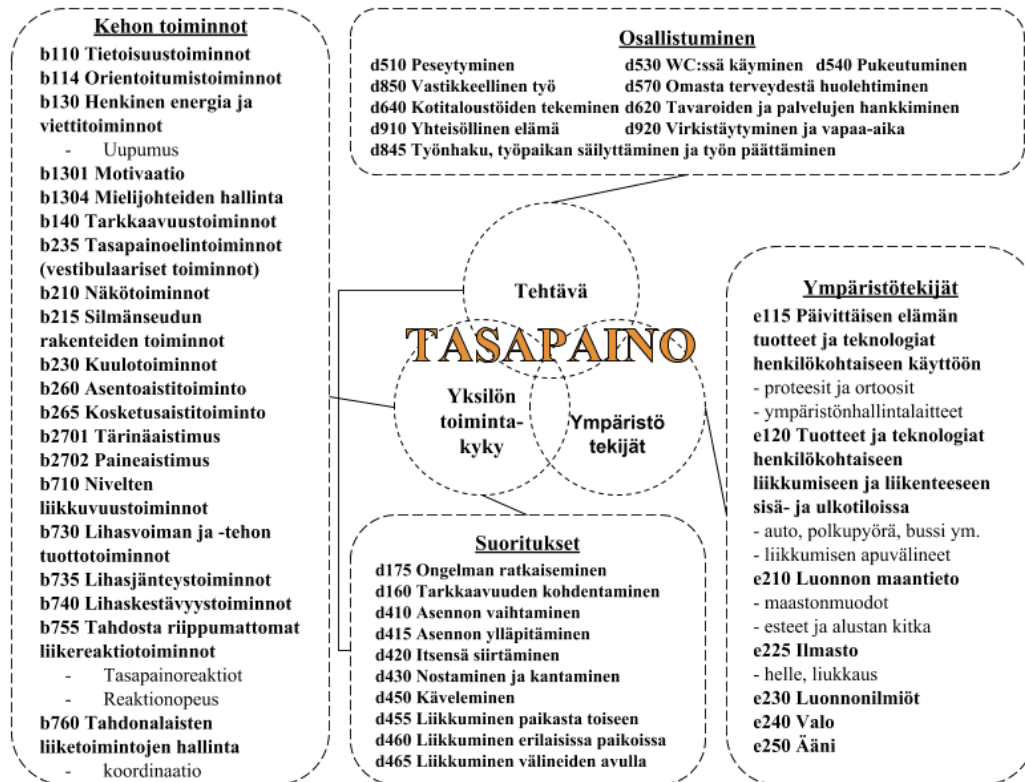 Kehon toiminnot
b110 Tietoisuustoiminnot
b114 Orientoitumistoiminnot
b130 Henkinen energia ja
viettitoiminnot
- Uupumus
b1301 Motivaatio
b1304 Mielijohteiden hallinta
b140 Tarkkaavuustoiminnot
b235 Tasapainoelintoiminnot
(vestibulaariset toiminnot)
b210 Näkötoiminnot
b215 Silmänseudun
rakenteiden toiminnot
b230 Kuulotoiminnot
b260 Asentoaistitoiminto
b265 Kosketusaistitoiminto
b2701 Tärinäaistimus
b2702 Paineaistimus
b710 Nivelten
liikkuvuustoiminnot
b730 Lihasvoiman ja -tehon
tuottotoiminnot
b735 Lihasjänteystoiminnot
b740 Lihaskestävyystoiminnot
b755 Tahdosta riippumattomat
liikereaktiotoiminnot
- Tasapainoreaktiot
- Reaktionopeus
b760 Tahdonalaisten
liiketoimintojen hallinta
- koordinaatio
Osallistuminen
d510 Peseytyminen d530 WC:ssä käyminen d540 Pukeutuminen
d850 Vastikkeellinen työ d570 Omasta terveydestä huolehtiminen
d640 Kotitaloustöiden tekeminen d620 Tavaroiden ja palvelujen hankkiminen
d910 Yhteisöllinen elämä d920 Virkistäytyminen ja vapaa-aika
d845 Työnhaku, työpaikan säilyttäminen ja työn päättäminen
Tehtävä
TASAPAINO
Yksilön
toiminta-
kyky
Ympäristö
tekijät
Suoritukset
d175 Ongelman ratkaiseminen
d160 Tarkkaavuuden kohdentaminen
d410 Asennon vaihtaminen
d415 Asennon ylläpitäminen
d420 Itsensä siirtäminen
d430 Nostaminen ja kantaminen
d450 Käveleminen
d455 Liikkuminen paikasta toiseen
d460 Liikkuminen erilaisissa paikoissa
d465 Liikkuminen välineiden avulla
Ympäristötekijät
e115 Päivittäisen elämän
tuotteet ja teknologiat
henkilökohtaiseen käyttöön
- proteesit ja ortoosit
- ympäristönhallintalaitteet
e120 Tuotteet ja teknologiat
henkilökohtaiseen
liikkumiseen ja liikenteeseen
sisä- ja ulkotiloissa
- auto, polkupyörä, bussi ym.
- liikkumisen apuvälineet
e210 Luonnon maantieto
- maastonmuodot
- esteet ja alustan kitka
e225 Ilmasto
- helle, liukkaus
e230 Luonnonilmiöt
e240 Valo
e250 Ääni